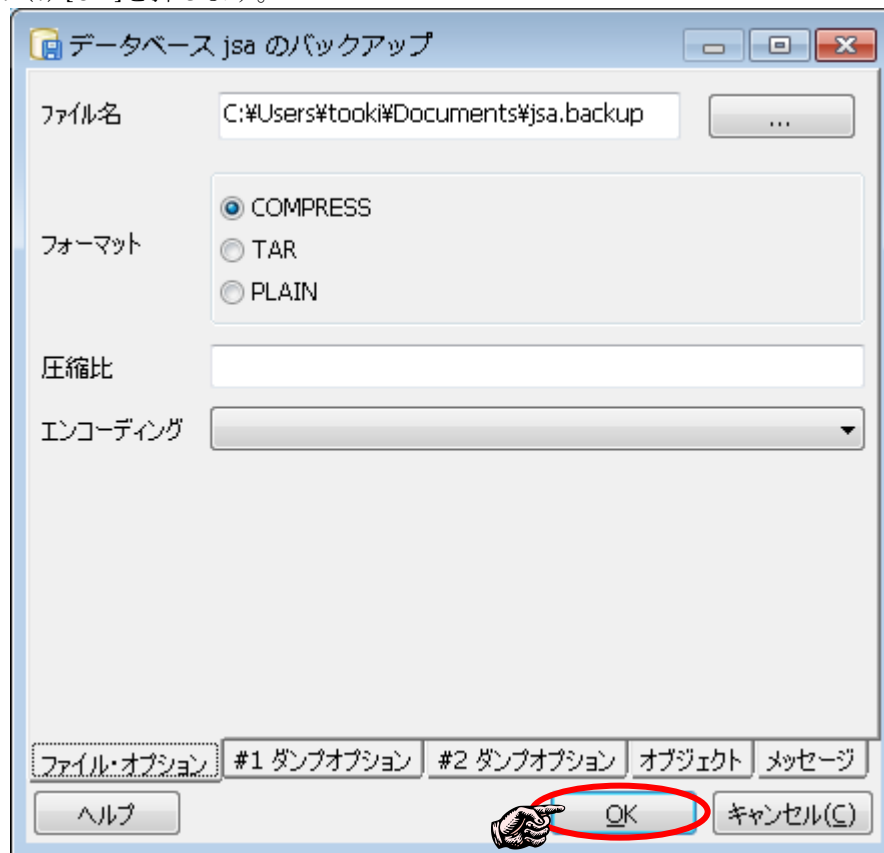 データベース jsa のバックアップ
ファイル名 C:¥Users¥tooki¥Documents¥jsa.backup ...
フォーマット
COMPRESS
TAR
PLAIN
圧縮比
エンコーディング
ファイル・オプション #1 ダンプオプション #2 ダンプオプション オブジェクト メッセージ
ヘルプ OK キャンセル(C)